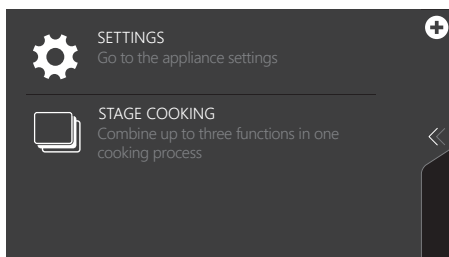 SETTINGS
Go to the appliance settings
STAGE COOKING
Combine up to three functions in one
cooking process